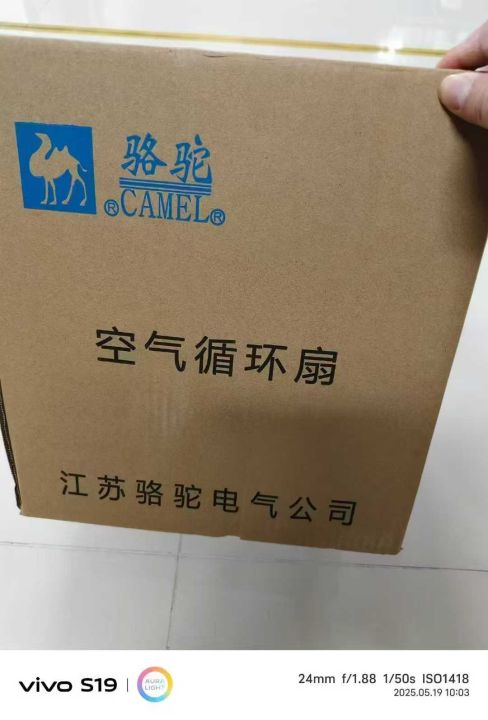 骆驼
®CAMEL®
空气循环扇
江苏骆驼电气公司
vivo S19
AURA
LIGHT
24mm f/1.88 1/50s ISO1418
2025.05.19 10:03